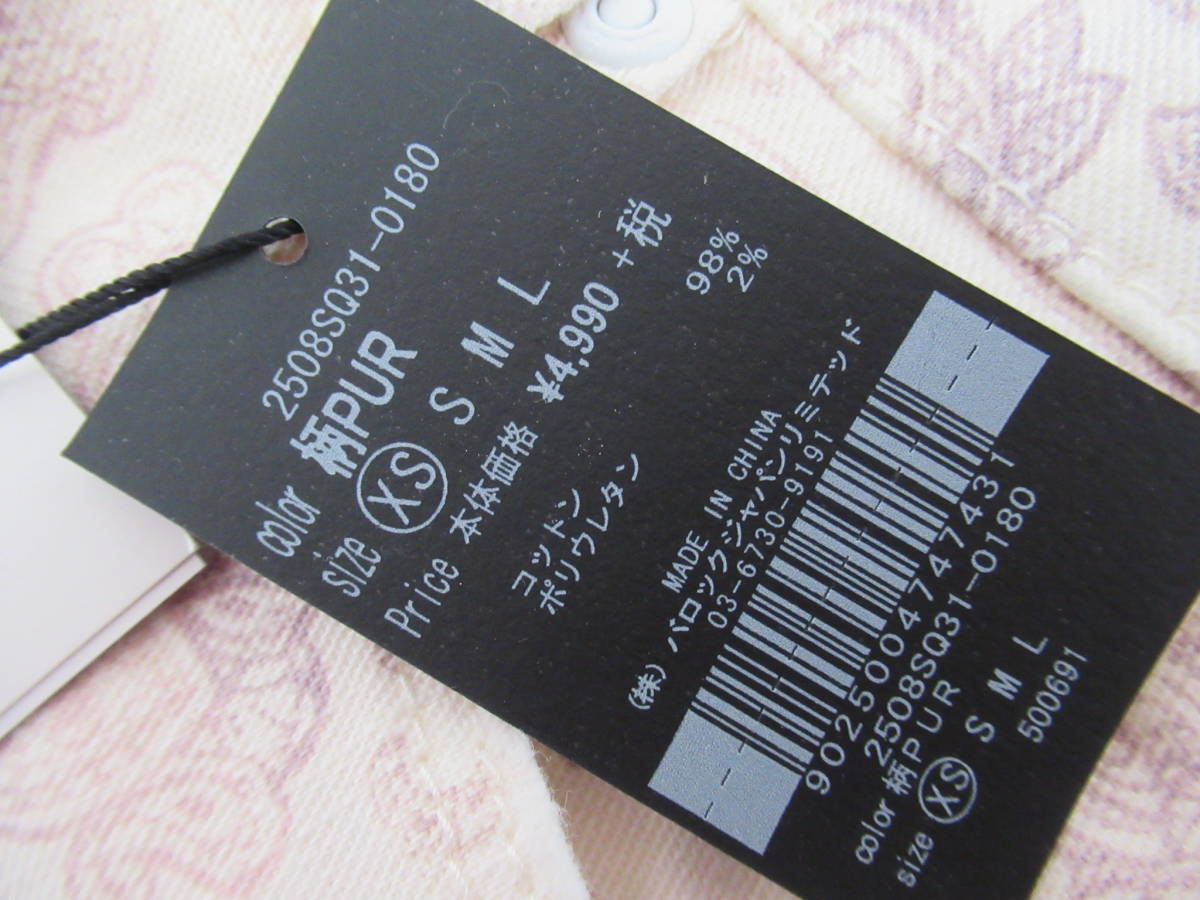 2508SQ31-0180
color 柄PUR
size XS S M L
Price 本体価格 ¥4,990 +税
コットン 98%
ポリウレタン 2%
MADE IN CHINA
(株) バロックジャパンリミテッド
03-6730-9191
9025004747431
2508SQ31-0180
color 柄PUR
size XS S M L
500691